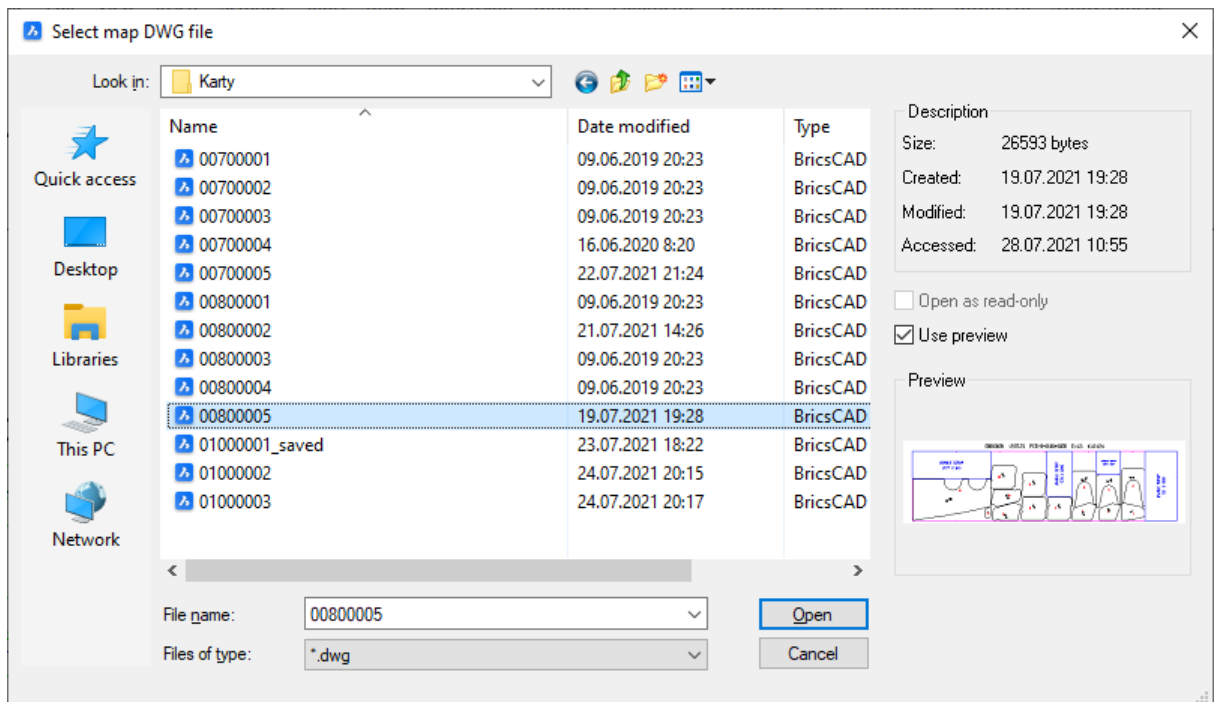 Select map DWG file
Look in: Karty
Quick access
Desktop
Libraries
This PC
Network
Name Date modified Type
00700001 09.06.2019 20:23 BricsCAD
00700002 09.06.2019 20:23 BricsCAD
00700003 09.06.2019 20:23 BricsCAD
00700004 16.06.2020 8:20 BricsCAD
00700005 22.07.2021 21:24 BricsCAD
00800001 09.06.2019 20:23 BricsCAD
00800002 21.07.2021 14:26 BricsCAD
00800003 09.06.2019 20:23 BricsCAD
00800004 09.06.2019 20:23 BricsCAD
00800005 19.07.2021 19:28 BricsCAD
01000001_saved 23.07.2021 18:22 BricsCAD
01000002 24.07.2021 20:15 BricsCAD
01000003 24.07.2021 20:17 BricsCAD
File name: 00800005
Files of type: *.dwg
Open
Cancel
Description
Size: 26593 bytes
Created: 19.07.2021 19:28
Modified: 19.07.2021 19:28
Accessed: 28.07.2021 10:55
Open as read-only
Use preview
Preview